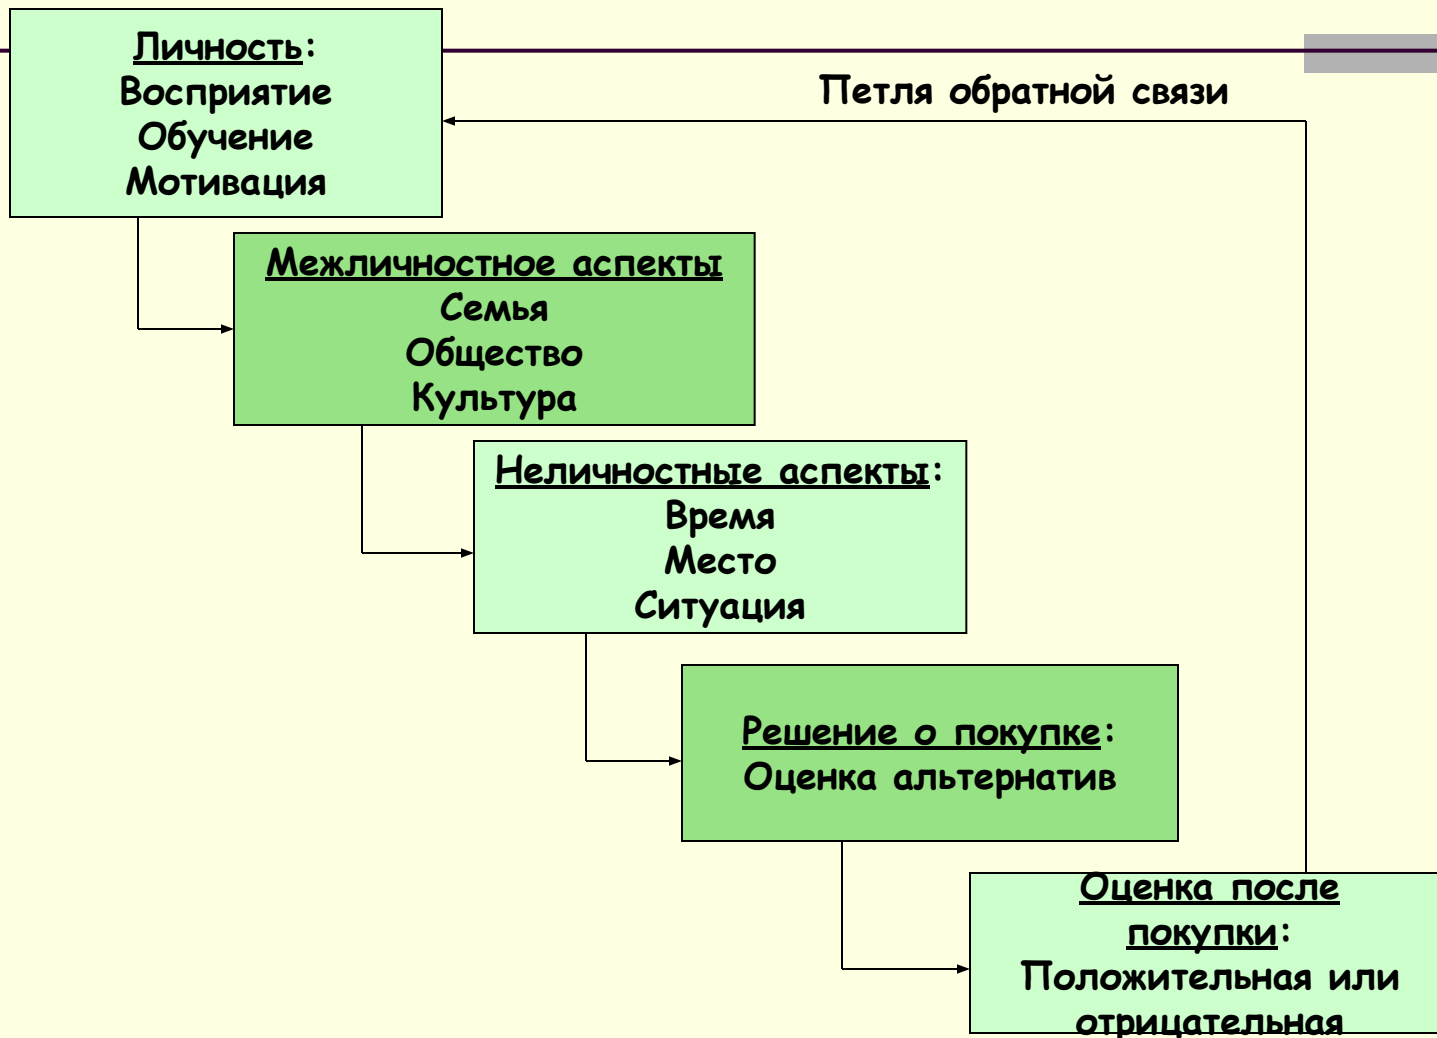 Личность:
Восприятие
Обучение
Мотивация
Петля обратной связи
Межличностное аспекты
Семья
Общество
Культура
Неличностные аспекты:
Время
Место
Ситуация
Решение о покупке:
Оценка альтернатив
Оценка после
покупки:
Положительная или
отрицательная